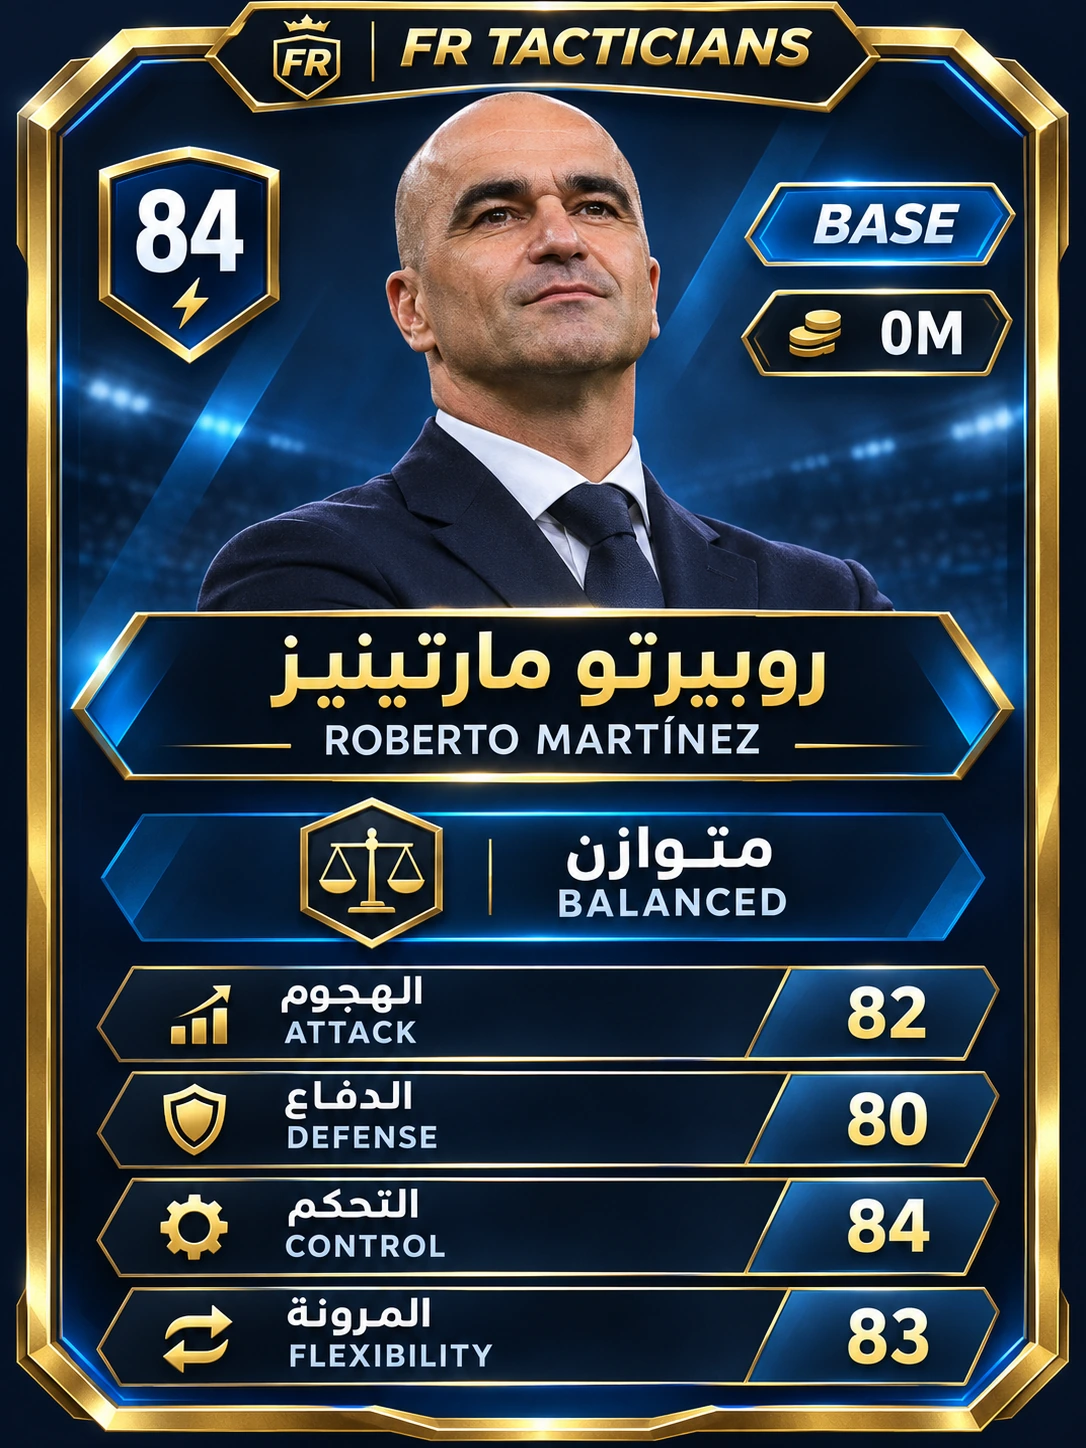 FR
FR TACTICIANS
84
BASE
0M
روبيرتو مارتينيز
ROBERTO MARTÍNEZ
متوازن
BALANCED
الهجوم
ATTACK
82
الدفاع
DEFENSE
80
التحكم
CONTROL
84
المرونة
FLEXIBILITY
83